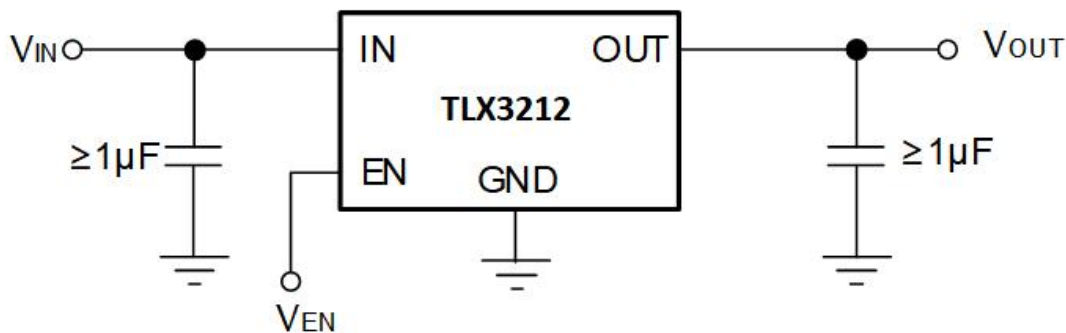 VIN
IN
OUT
VOUT
TLX3212
≥1µF
EN
GND
≥1µF
VEN